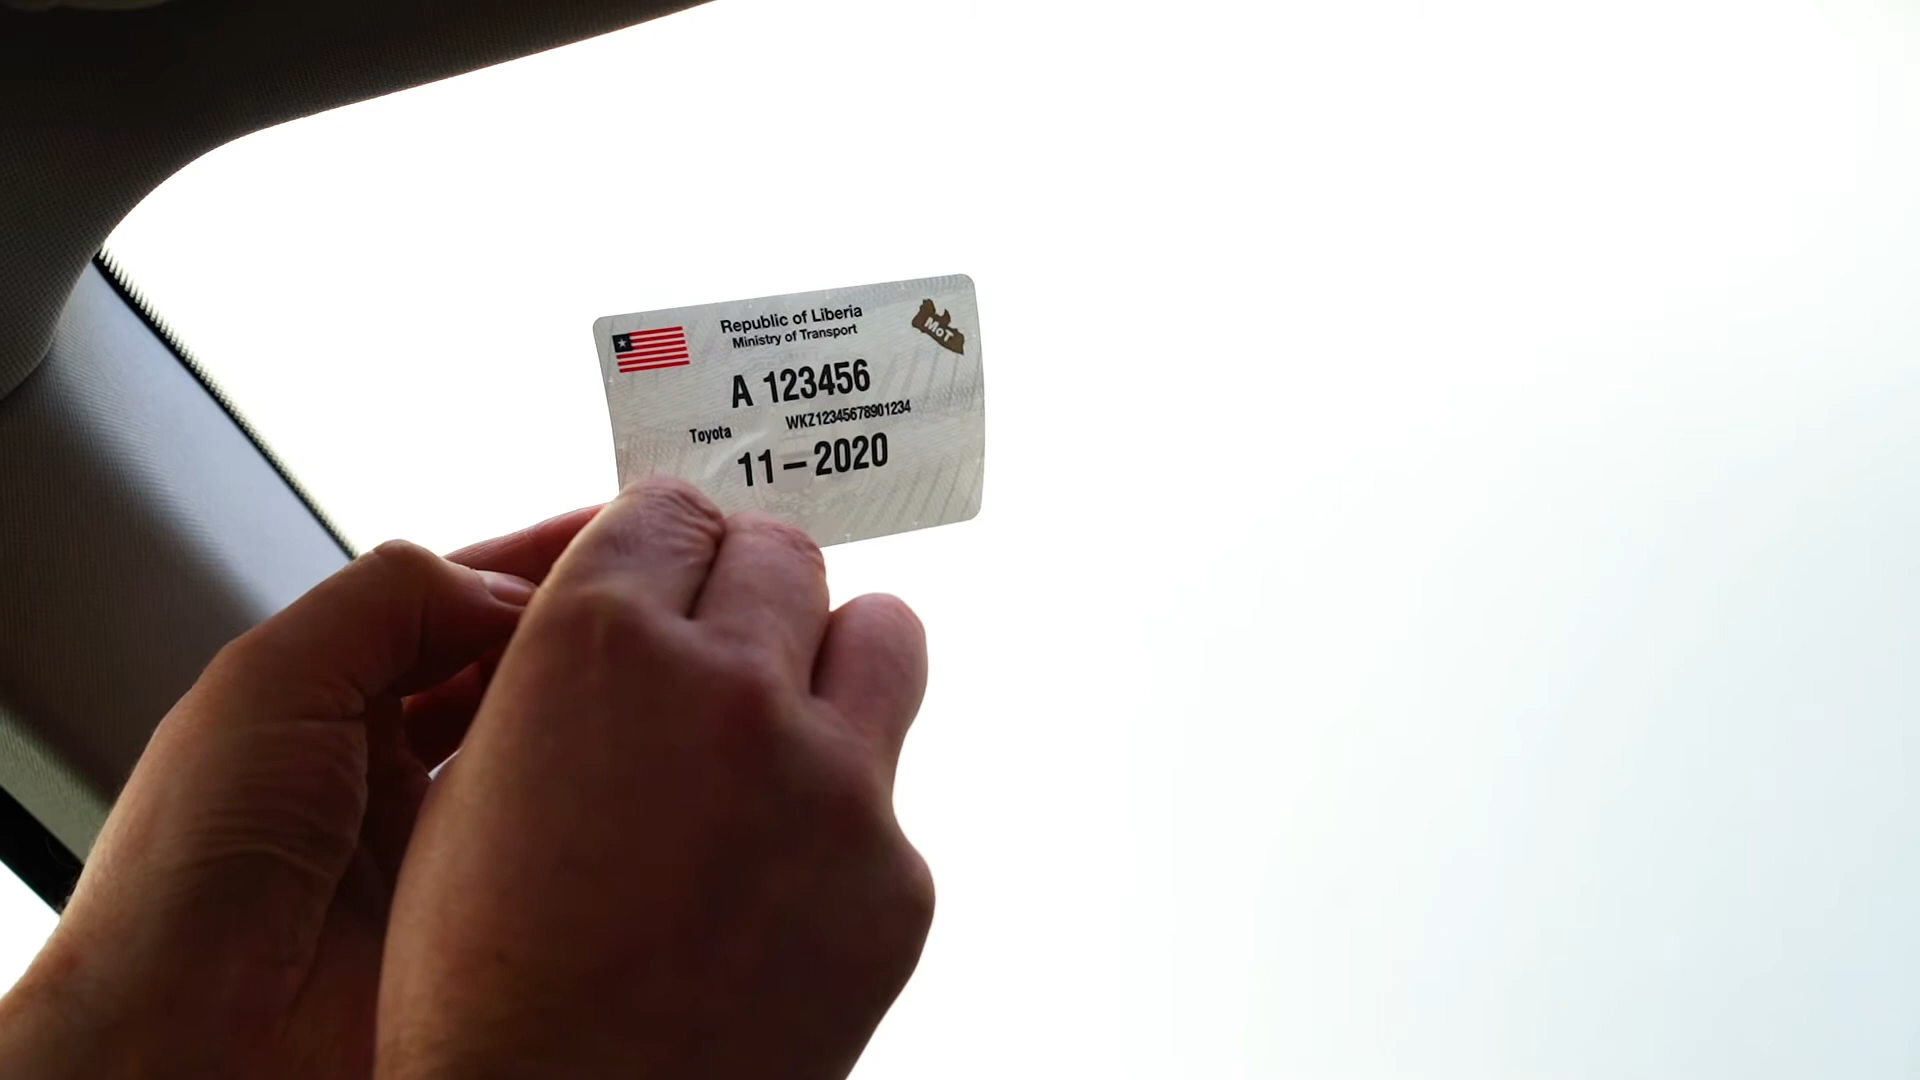 Republic of Liberia
Ministry of Transport
MoT
A 123456
Toyota WKZ12345678901234
11–2020